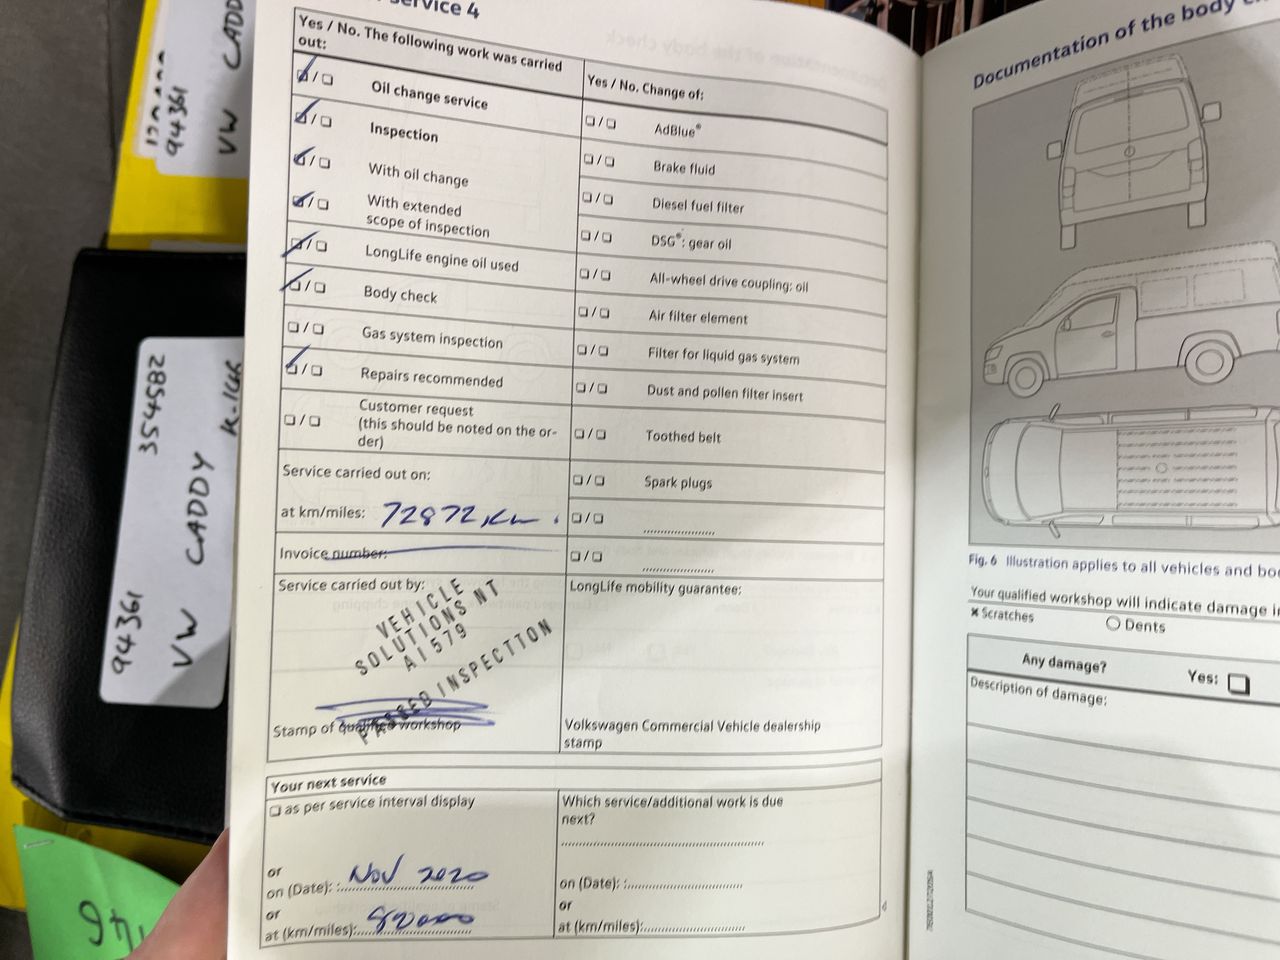 service 4
Yes / No. The following work was carried
out:
❑ / ❑ Oil change service
❑ / ❑ Inspection
❑ / ❑ With oil change
❑ / ❑ With extended
scope of inspection
❑ / ❑ LongLife engine oil used
❑ / ❑ Body check
❑ / ❑ Gas system inspection
❑ / ❑ Repairs recommended
❑ / ❑ Customer request
(this should be noted on the or-
der)
Service carried out on:
at km/miles: 72872 km.
Invoice number:
Service carried out by:
VEHICLE
SOLUTIONS NT
AI579
PASSED INSPECTION
Stamp of qualified workshop
Yes / No. Change of:
❑ / ❑ AdBlue®
❑ / ❑ Brake fluid
❑ / ❑ Diesel fuel filter
❑ / ❑ DSG®: gear oil
❑ / ❑ All-wheel drive coupling: oil
❑ / ❑ Air filter element
❑ / ❑ Filter for liquid gas system
❑ / ❑ Dust and pollen filter insert
❑ / ❑ Toothed belt
❑ / ❑ Spark plugs
❑ / ❑ ....................
❑ / ❑ ....................
LongLife mobility guarantee:
Volkswagen Commercial Vehicle dealership
stamp
Your next service
❑ as per service interval display
or
on (Date): Nov 2020
or
at (km/miles):
Which service/additional work is due
next?
on (Date):
or
at (km/miles):
Documentation of the body
Fig. 6 Illustration applies to all vehicles and
Your qualified workshop will indicate damage
✖ Scratches
○ Dents
Any damage?
Yes: ❑
Description of damage:
94361
VW CADDY
354582
K-146
94361
VW CADDY
146